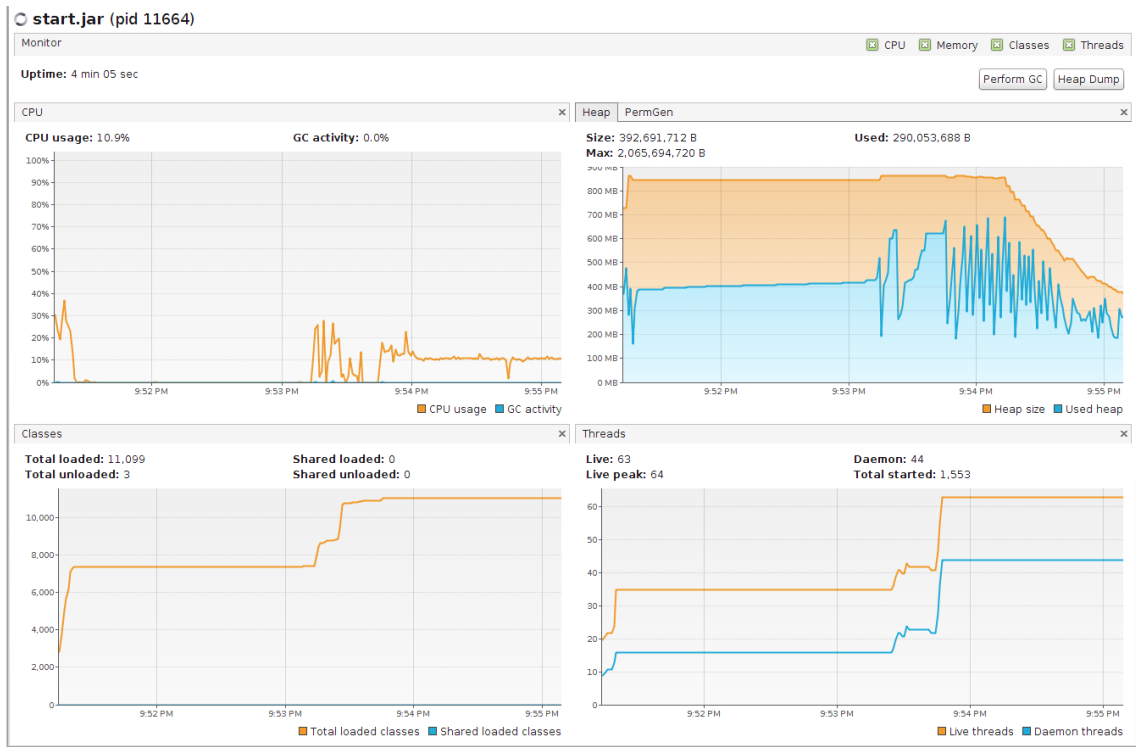 start.jar (pid 11664)
Monitor
CPU Memory Classes Threads
Uptime: 4 min 05 sec
Perform GC Heap Dump
CPU
CPU usage: 10.9% GC activity: 0.0%
100%
90%
80%
70%
60%
50%
40%
30%
20%
10%
0%
9:52 PM 9:53 PM 9:54 PM 9:55 PM
CPU usage GC activity
Heap PermGen
Size: 392,691,712 B Used: 290,053,688 B
Max: 2,065,694,720 B
900 MB
800 MB
700 MB
600 MB
500 MB
400 MB
300 MB
200 MB
100 MB
0 MB
9:52 PM 9:53 PM 9:54 PM 9:55 PM
Heap size Used heap
Classes
Total loaded: 11,099 Shared loaded: 0
Total unloaded: 3 Shared unloaded: 0
10,000
8,000
6,000
4,000
2,000
0
9:52 PM 9:53 PM 9:54 PM 9:55 PM
Total loaded classes Shared loaded classes
Threads
Live: 63 Daemon: 44
Live peak: 64 Total started: 1,553
60
50
40
30
20
10
0
9:52 PM 9:53 PM 9:54 PM 9:55 PM
Live threads Daemon threads